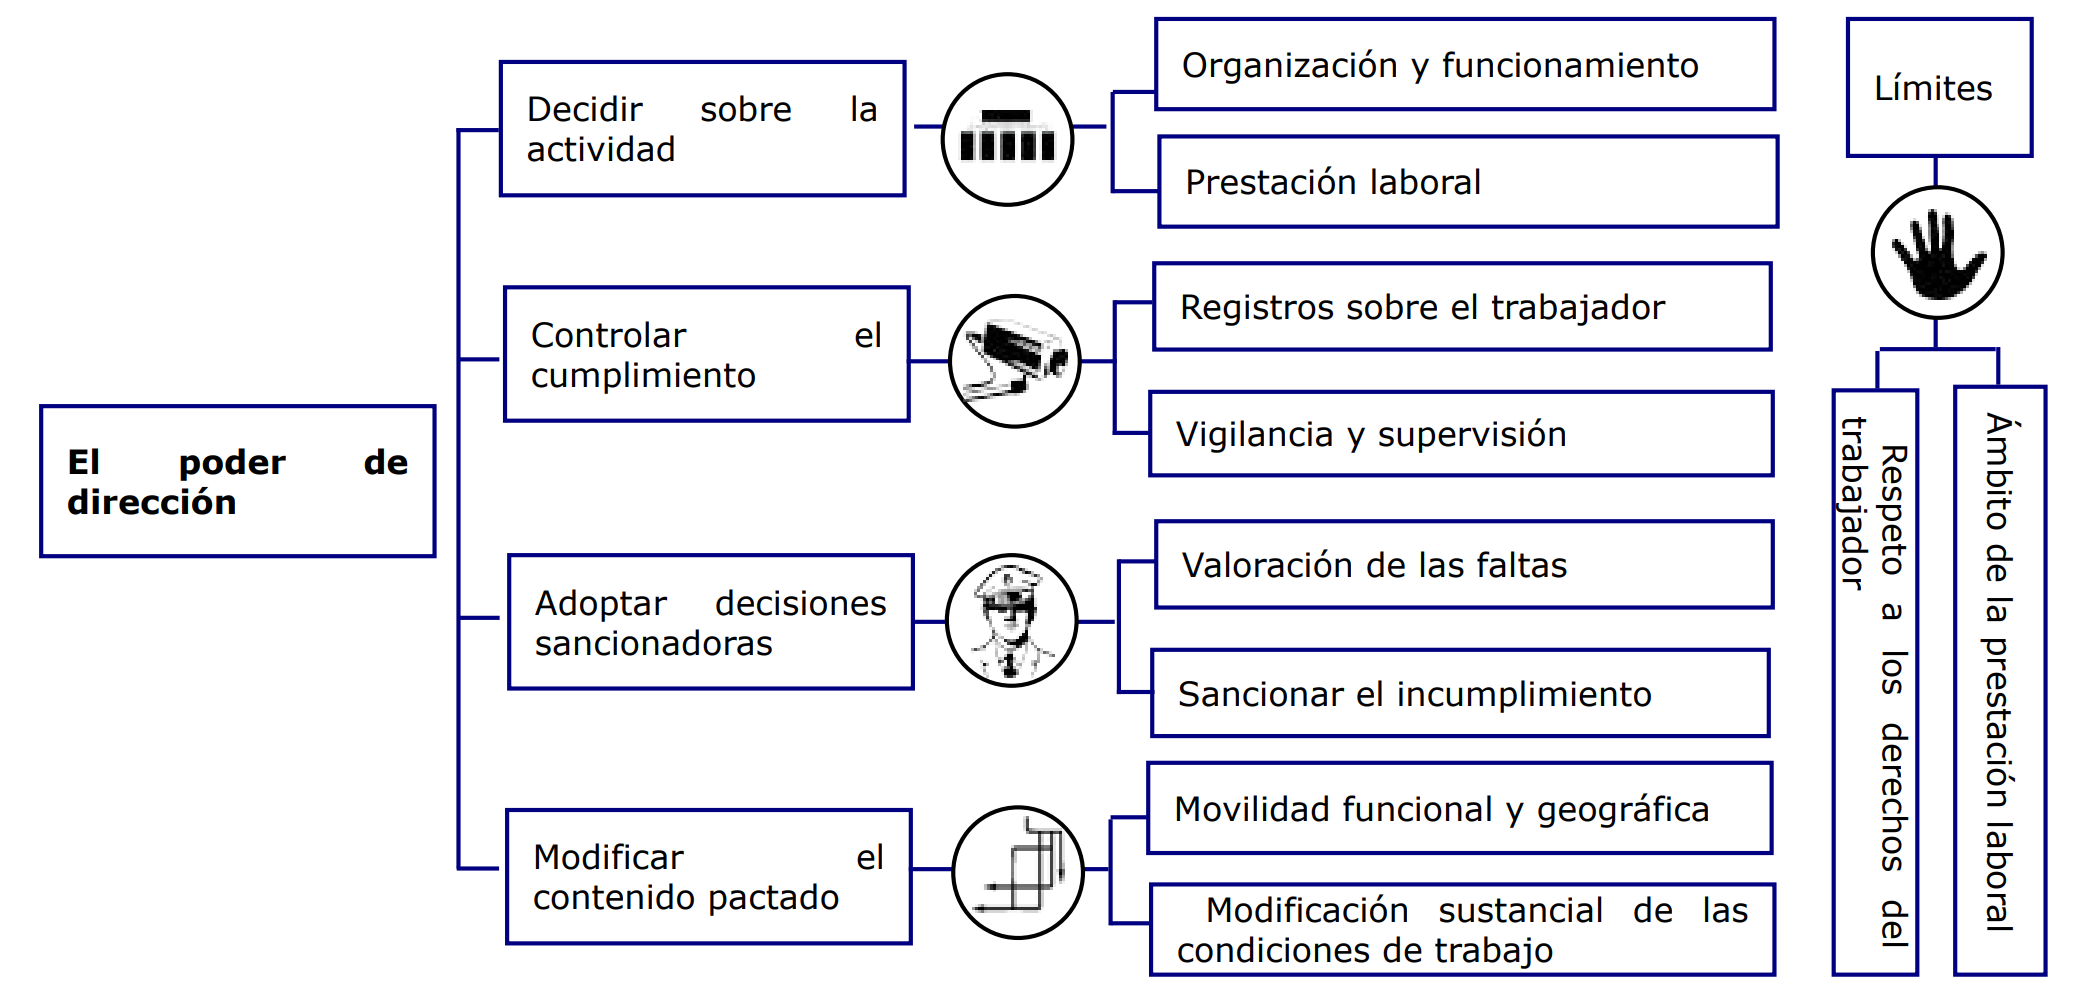 El poder de
dirección
Decidir sobre la
actividad
Organización y funcionamiento
Prestación laboral
Controlar el
cumplimiento
Registros sobre el trabajador
Vigilancia y supervisión
Adoptar decisiones
sancionadoras
Valoración de las faltas
Sancionar el incumplimiento
Modificar el
contenido pactado
Movilidad funcional y geográfica
Modificación sustancial de las
condiciones de trabajo
Límites
Respeto a los derechos del
trabajador
Ámbito de la prestación laboral